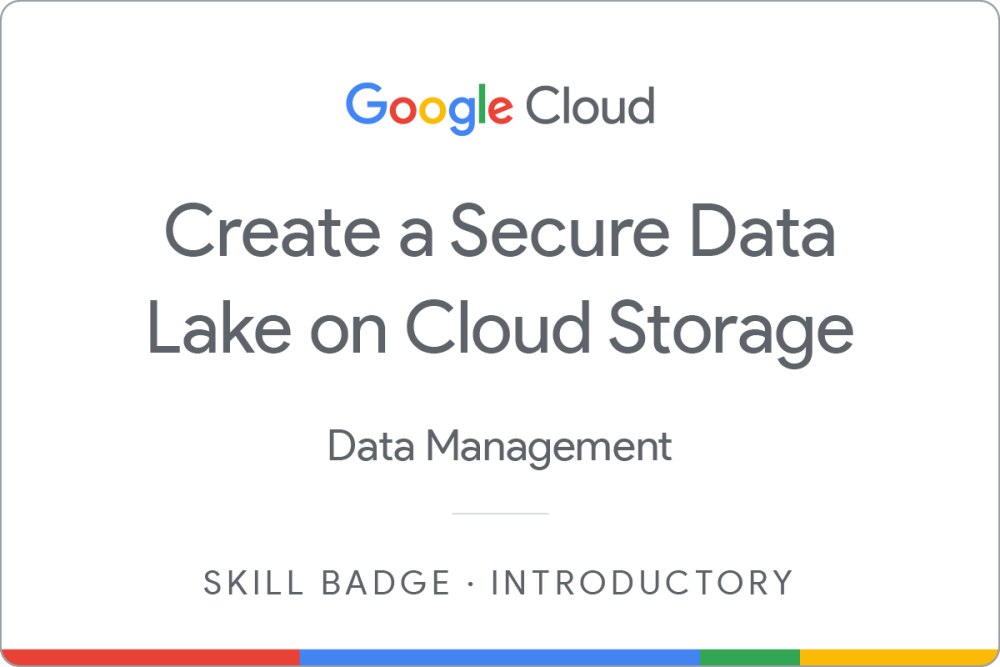 Google Cloud
Create a Secure Data
Lake on Cloud Storage
Data Management
SKILL BADGE · INTRODUCTORY